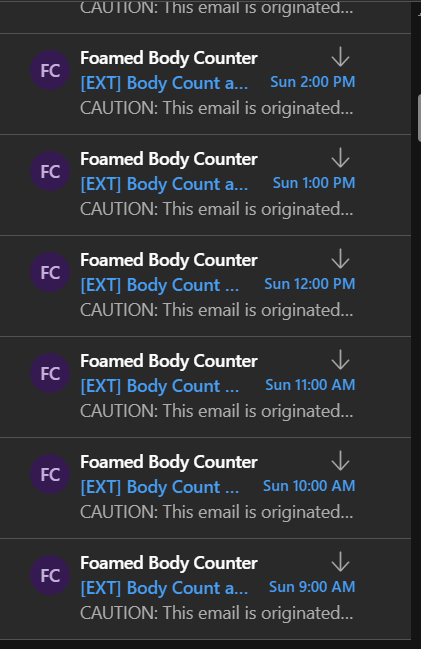 CAUTION: This email is originated...
FC
Foamed Body Counter
[EXT] Body Count a... Sun 2:00 PM
CAUTION: This email is originated...
FC
Foamed Body Counter
[EXT] Body Count a... Sun 1:00 PM
CAUTION: This email is originated...
FC
Foamed Body Counter
[EXT] Body Count ... Sun 12:00 PM
CAUTION: This email is originated...
FC
Foamed Body Counter
[EXT] Body Count ... Sun 11:00 AM
CAUTION: This email is originated...
FC
Foamed Body Counter
[EXT] Body Count ... Sun 10:00 AM
CAUTION: This email is originated...
FC
Foamed Body Counter
[EXT] Body Count a... Sun 9:00 AM
CAUTION: This email is originated...